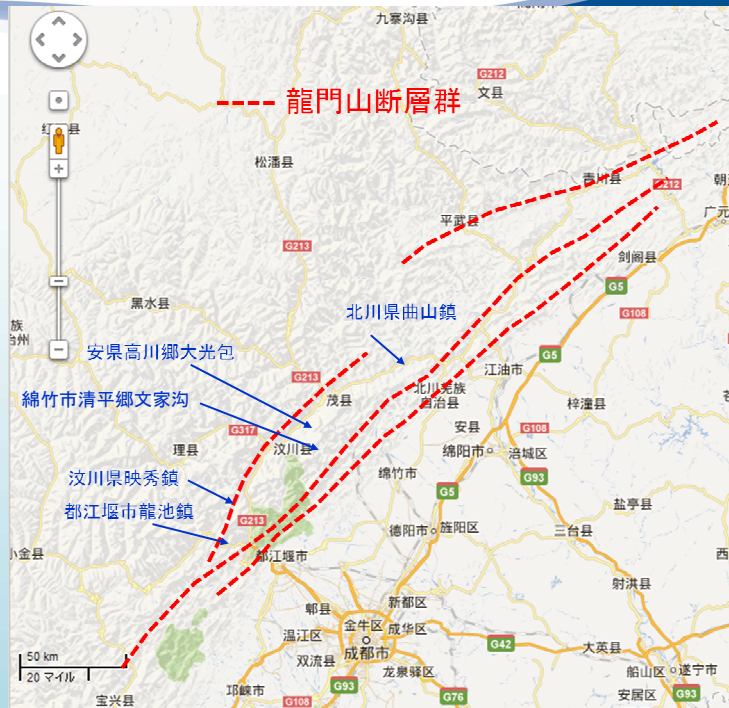 九寨沟县
G212
文县
龍門山断層群
红
县
松潘县
青川县
G212
朝
广元
平武县
剑阁县
G213
G5
G108
黑水县
北川県曲山鎮
族
治州
安県高川郷大光包
G5
江油市
G213
北川羌族
自治县
綿竹市清平郷文家沟
茂县
梓潼县
G317
安县
G108
理县
汶川县
绵阳市
涪城区
绵竹市
G93
汶川県映秀鎮
G5
盐亭县
都江堰市龍池鎮
G213
德阳市
旌阳区
三台县
小金县
都江堰市
西
射洪县
郫县
新都区
温江区
金牛区
成华区
G42
大英县
50 km
双流县
成都市
龙泉驿区
船山区
遂宁市
20 マイル
G93
宝兴县
邛崃市
G108
G76
安居区
G93